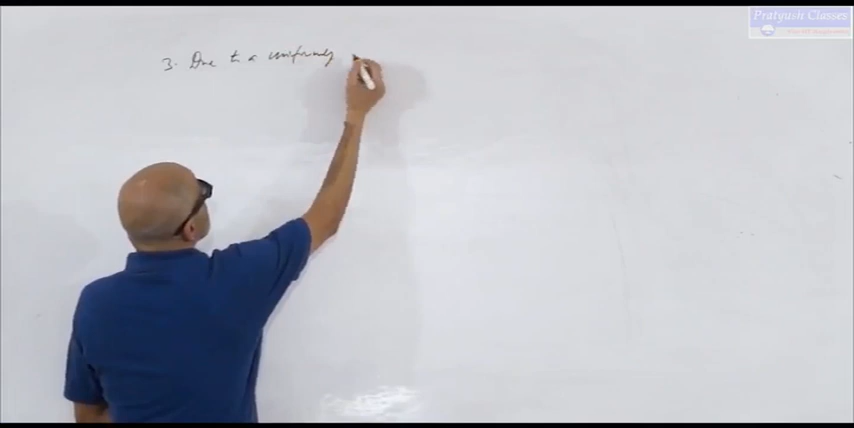 Pratyush Classes
3. Due to a uniformly